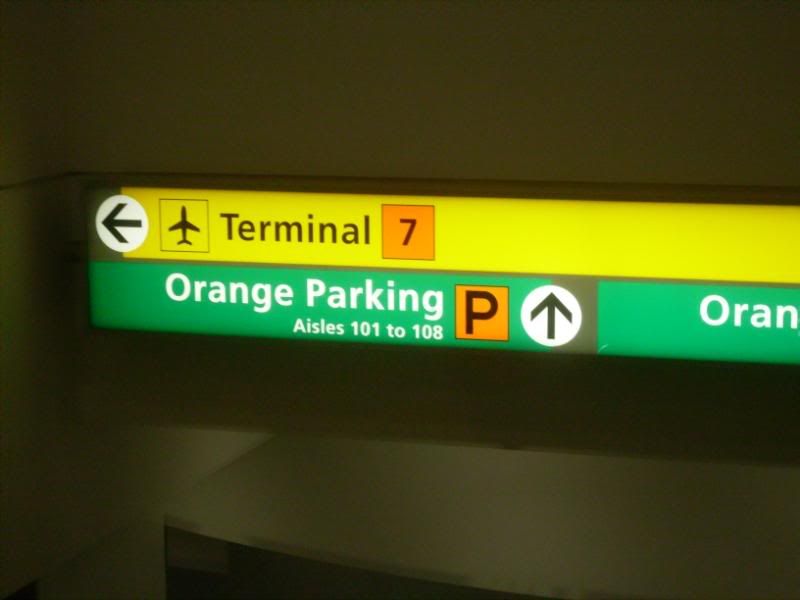 Terminal 7
Orange Parking P
Aisles 101 to 108
Oran